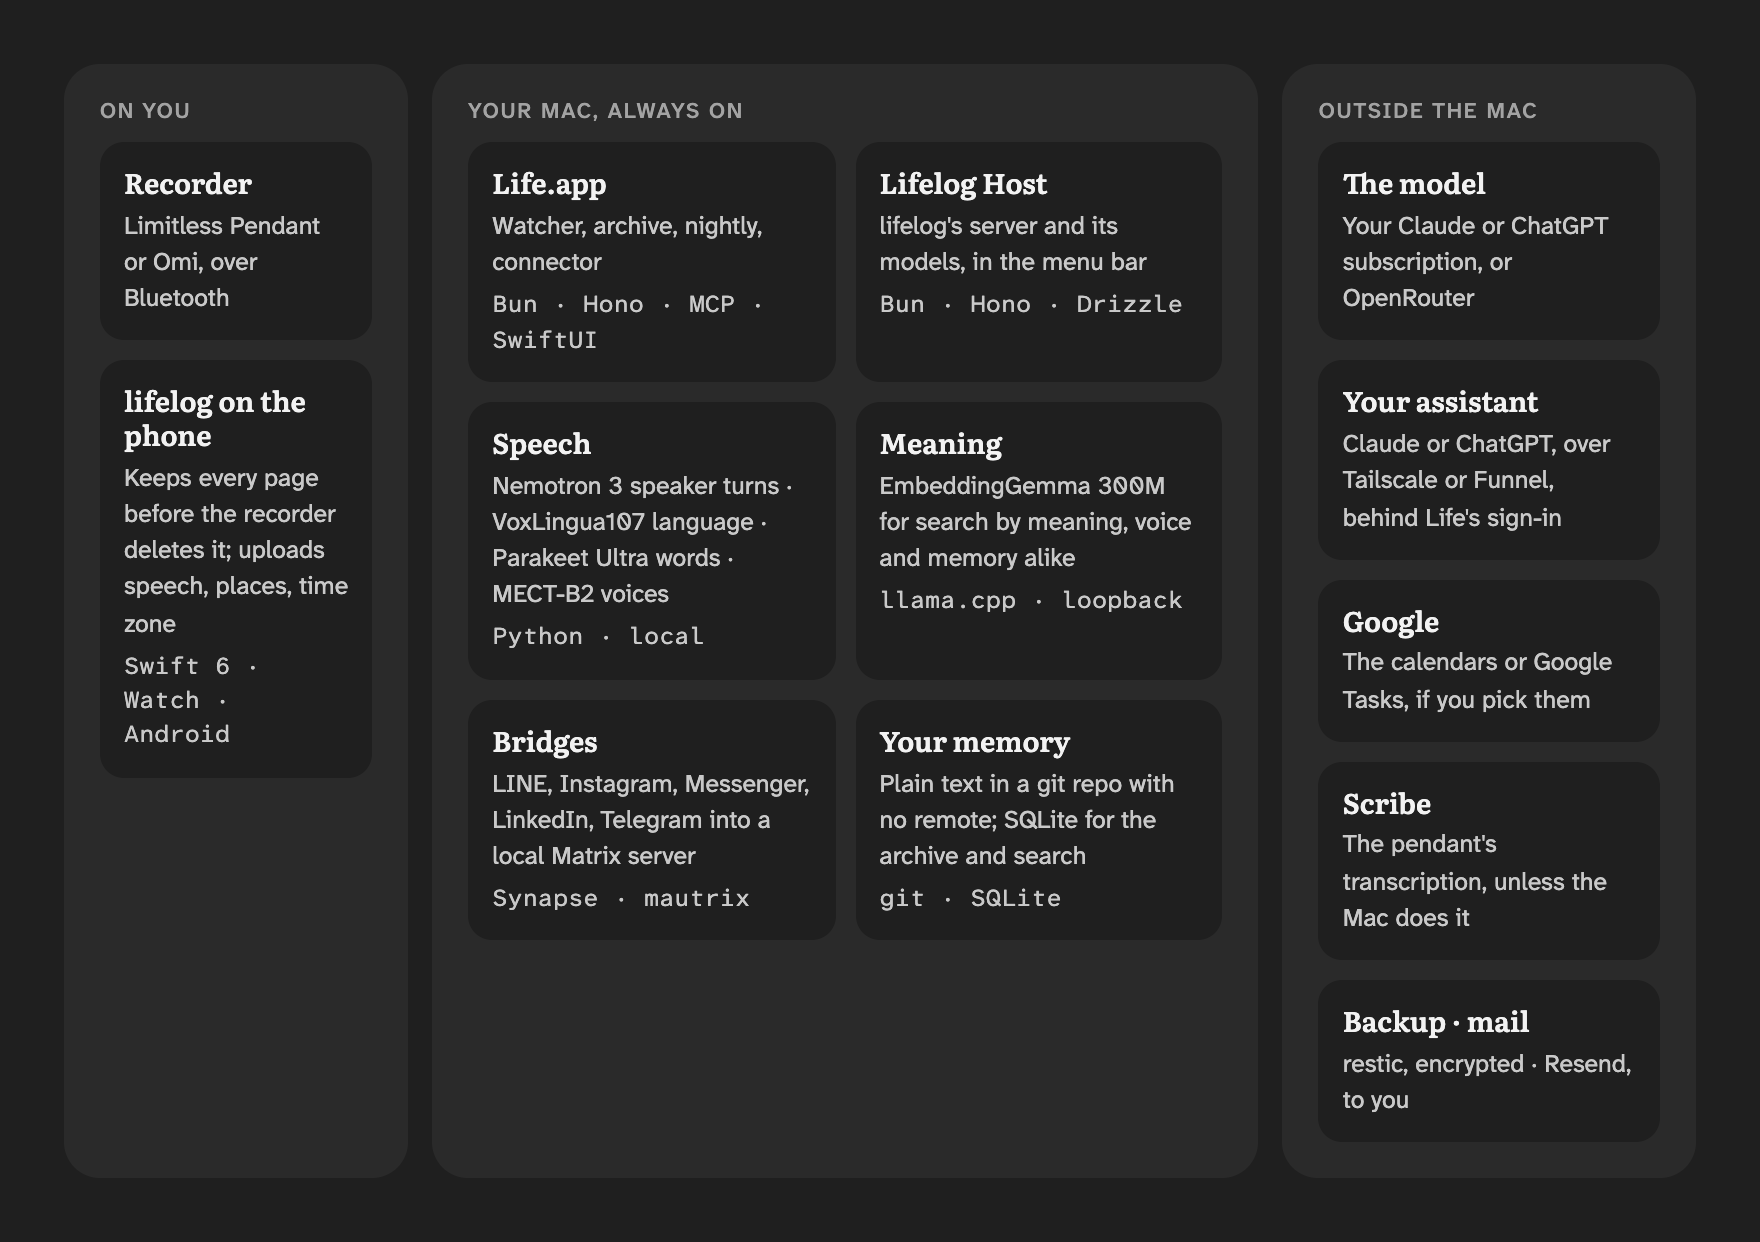 ON YOU
Recorder
Limitless Pendant
or Omi, over
Bluetooth
lifelog on the
phone
Keeps every page
before the recorder
deletes it; uploads
speech, places, time
zone
Swift 6 ·
Watch ·
Android
YOUR MAC, ALWAYS ON
Life.app
Watcher, archive, nightly,
connector
Bun · Hono · MCP ·
SwiftUI
Lifelog Host
lifelog's server and its
models, in the menu bar
Bun · Hono · Drizzle
Speech
Nemotron 3 speaker turns ·
VoxLingua107 language ·
Parakeet Ultra words ·
MECT-B2 voices
Python · local
Meaning
EmbeddingGemma 300M
for search by meaning, voice
and memory alike
llama.cpp · loopback
Bridges
LINE, Instagram, Messenger,
LinkedIn, Telegram into a
local Matrix server
Synapse · mautrix
Your memory
Plain text in a git repo with
no remote; SQLite for the
archive and search
git · SQLite
OUTSIDE THE MAC
The model
Your Claude or ChatGPT
subscription, or
OpenRouter
Your assistant
Claude or ChatGPT, over
Tailscale or Funnel,
behind Life's sign-in
Google
The calendars or Google
Tasks, if you pick them
Scribe
The pendant's
transcription, unless the
Mac does it
Backup · mail
restic, encrypted · Resend,
to you